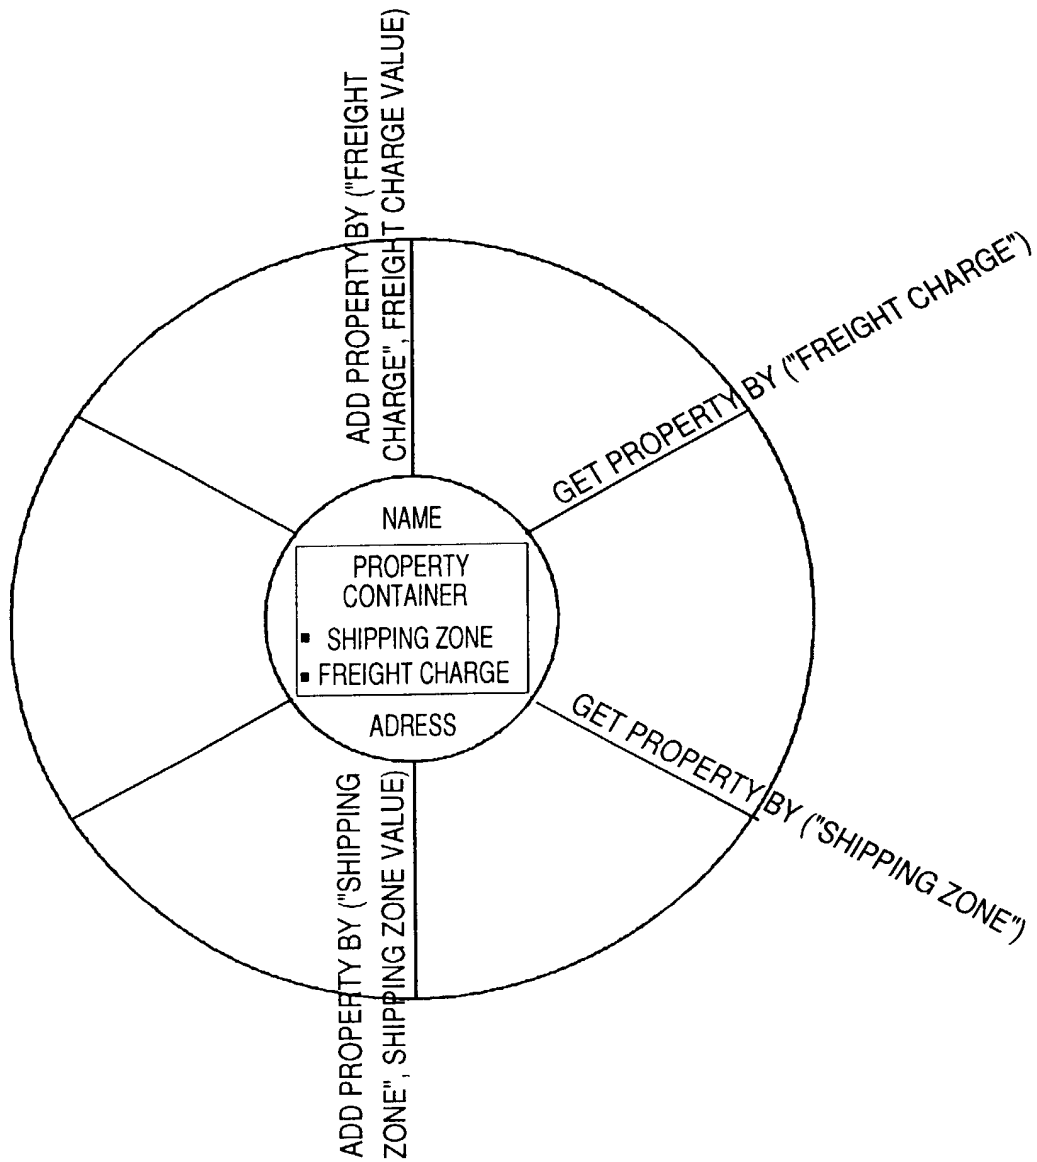 ADD PROPERTY BY ("FREIGHT
CHARGE", FREIGHT CHARGE VALUE)
GET PROPERTY BY ("FREIGHT CHARGE")
NAME
PROPERTY
CONTAINER
▪ SHIPPING ZONE
▪ FREIGHT CHARGE
ADRESS
GET PROPERTY BY ("SHIPPING ZONE")
ADD PROPERTY BY ("SHIPPING
ZONE", SHIPPING ZONE VALUE)